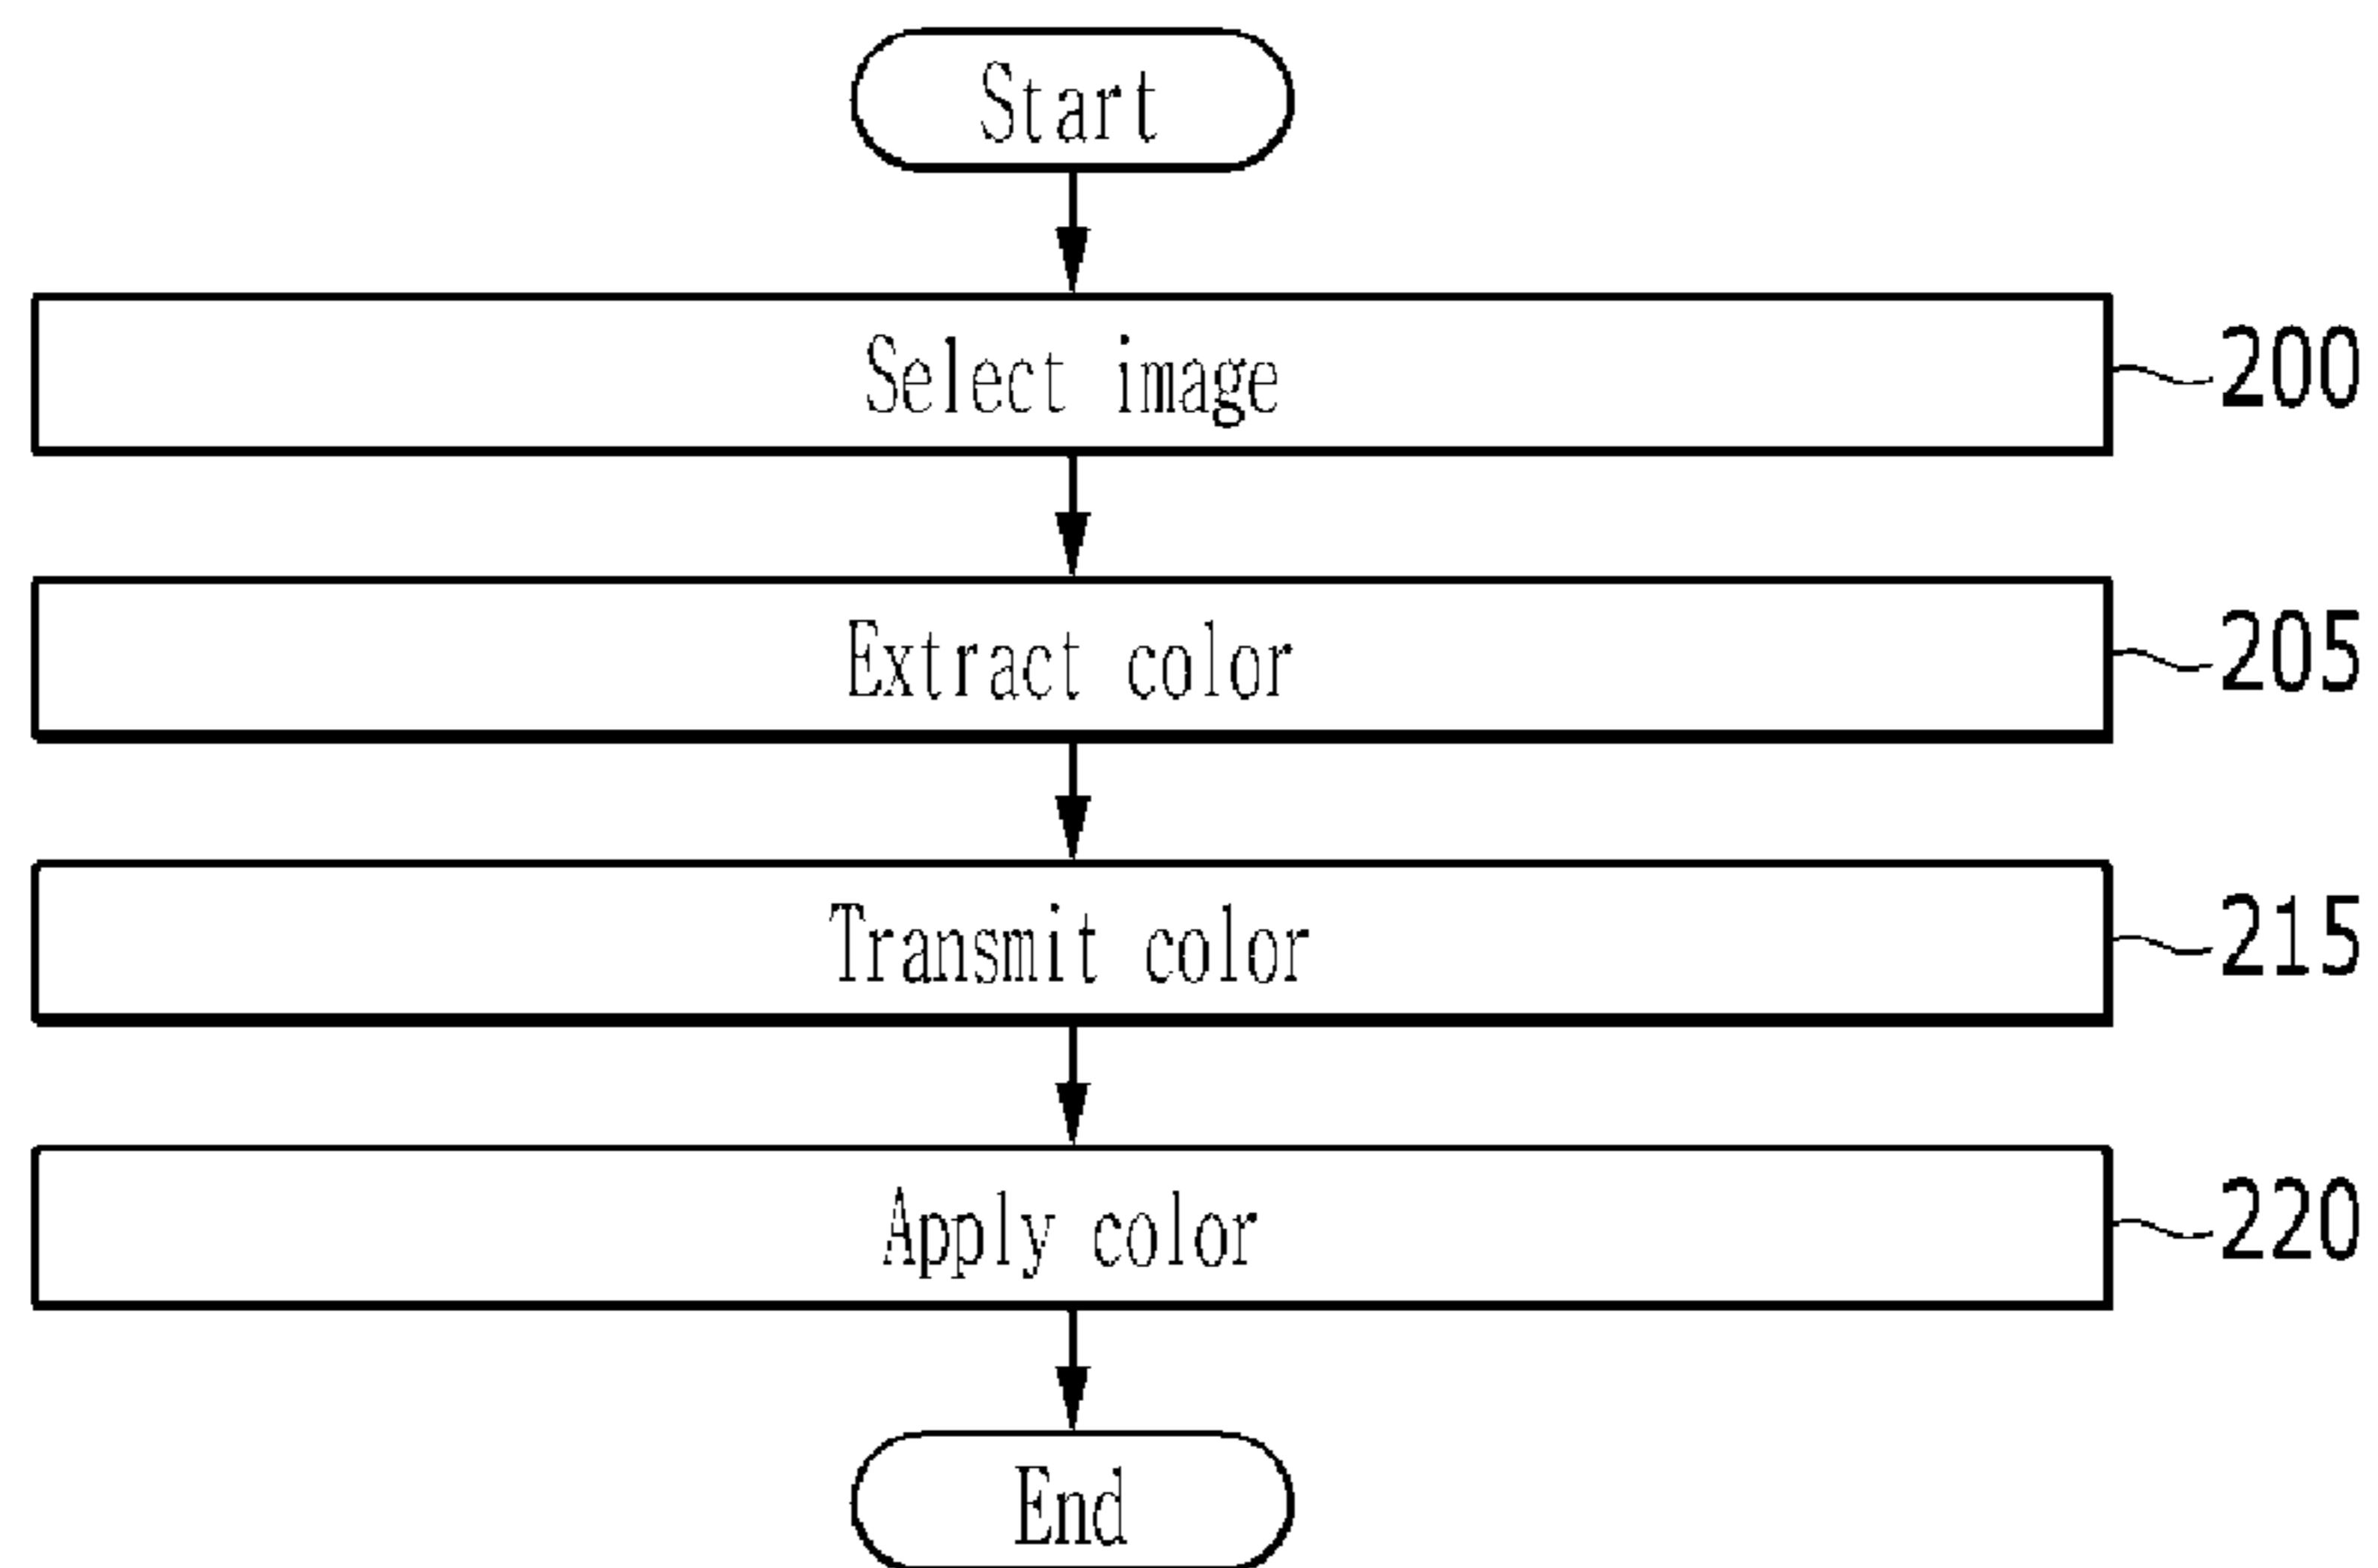 Start
Select image 200
Extract color 205
Transmit color 215
Apply color 220
End